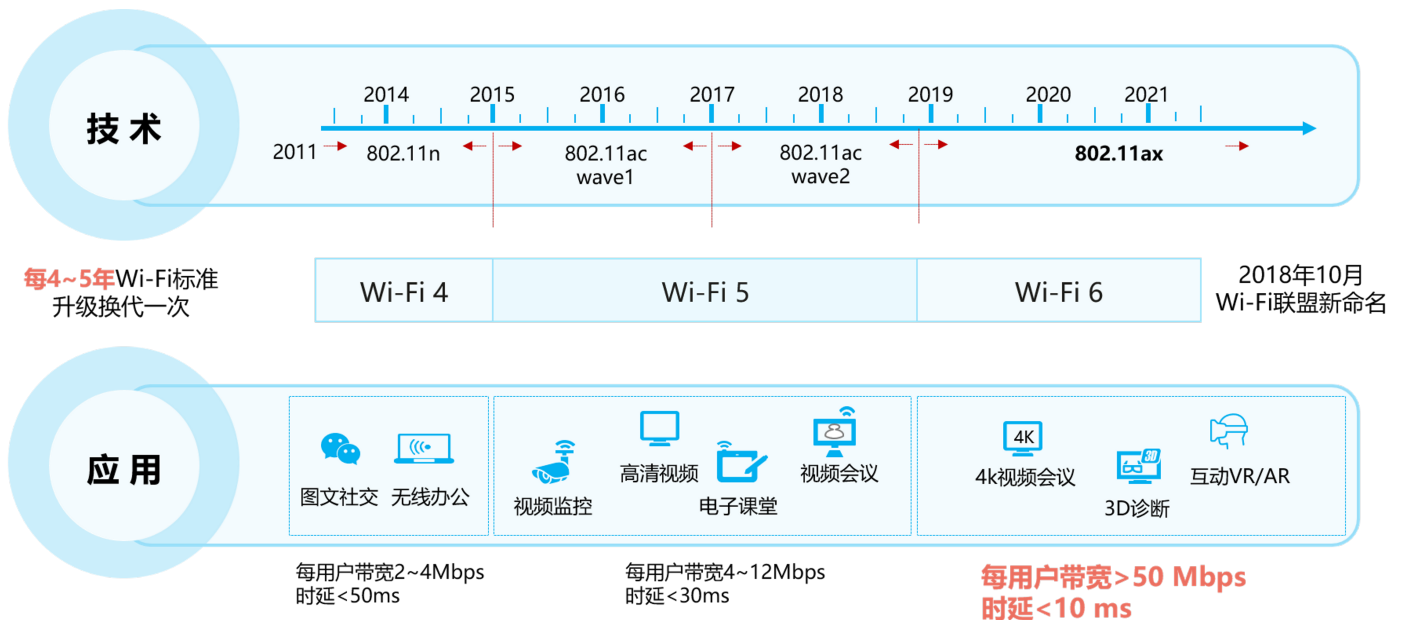 技术
2014 2015 2016 2017 2018 2019 2020 2021
2011 802.11n 802.11ac 802.11ac 802.11ax
wave1 wave2
每4~5年Wi-Fi标准
升级换代一次
Wi-Fi 4 Wi-Fi 5 Wi-Fi 6
2018年10月
Wi-Fi联盟新命名
应用
图文社交 无线办公
视频监控 高清视频 电子课堂 视频会议
4K
4k视频会议
3D
3D诊断
互动VR/AR
每用户带宽2~4Mbps
时延<50ms
每用户带宽4~12Mbps
时延<30ms
每用户带宽>50 Mbps
时延<10 ms